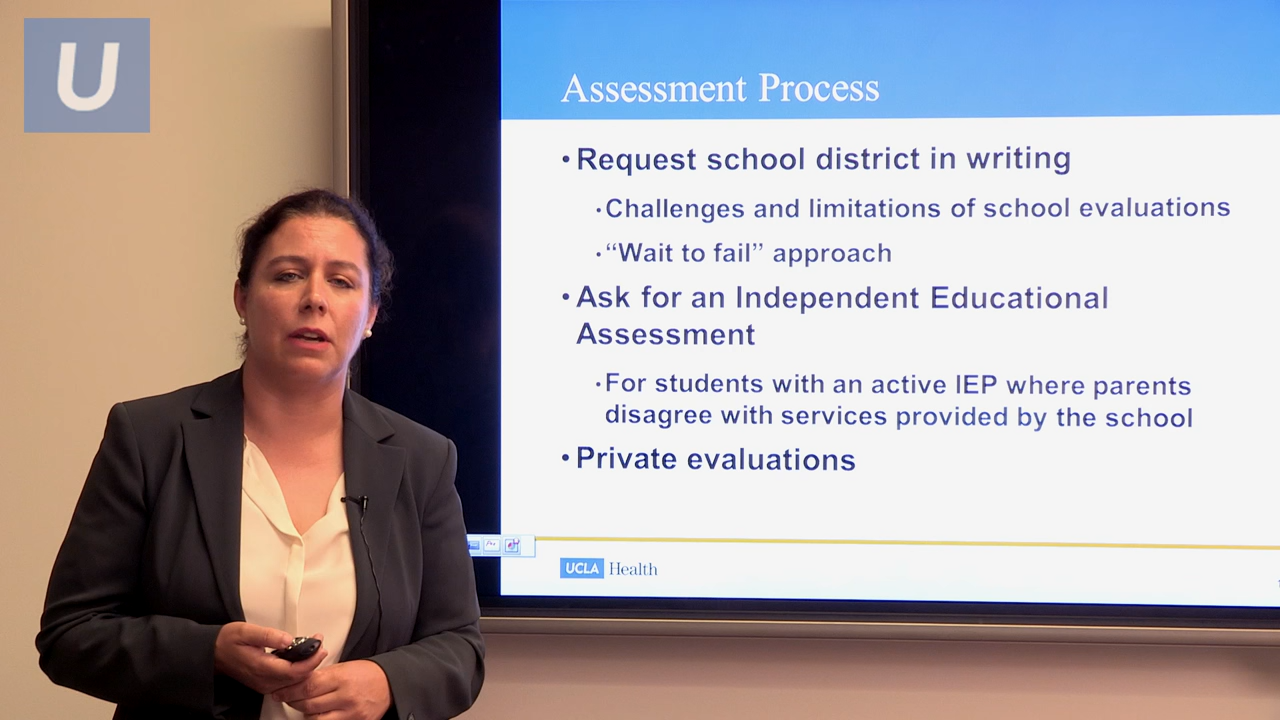 U
Assessment Process
• Request school district in writing
· Challenges and limitations of school evaluations
· “Wait to fail” approach
• Ask for an Independent Educational
Assessment
· For students with an active IEP where parents
disagree with services provided by the school
• Private evaluations
UCLA Health